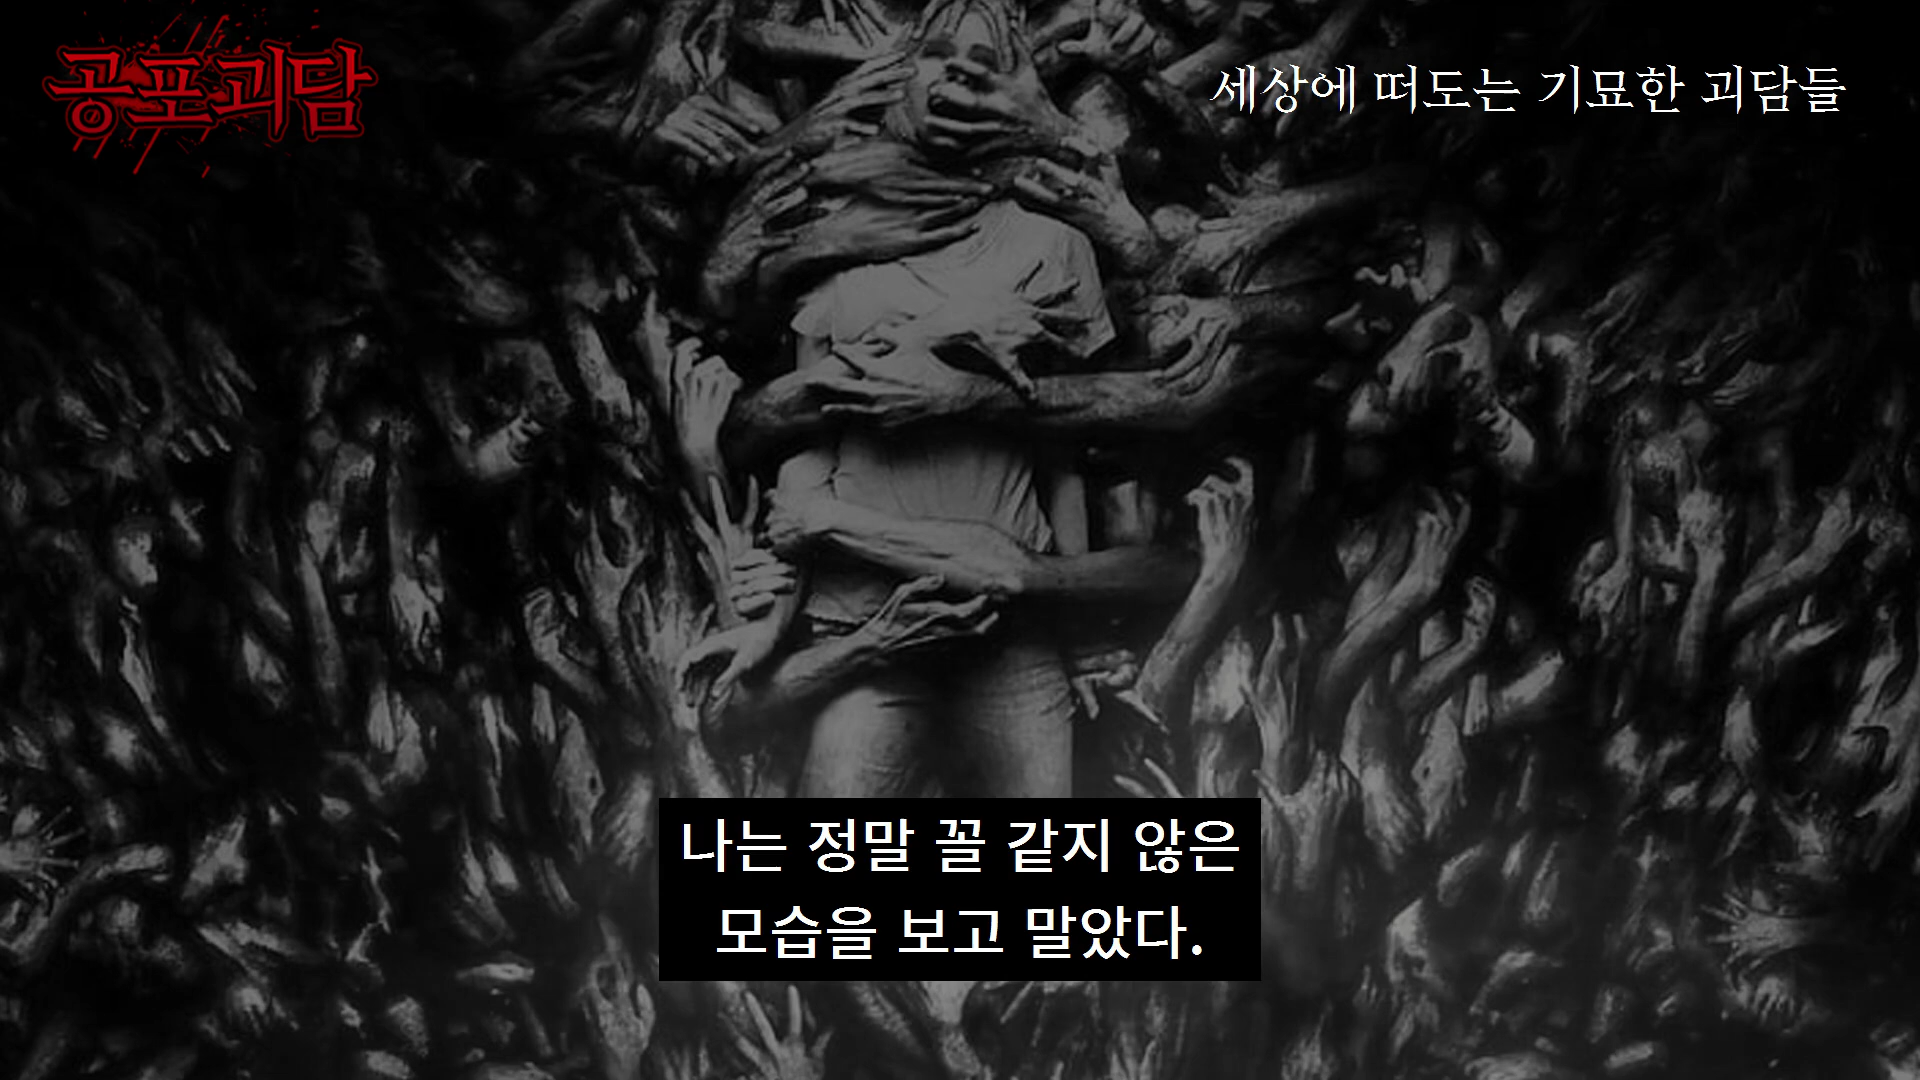 공포괴담
세상에 떠도는 기묘한 괴담들
나는 정말 꼴 같지 않은
모습을 보고 말았다.